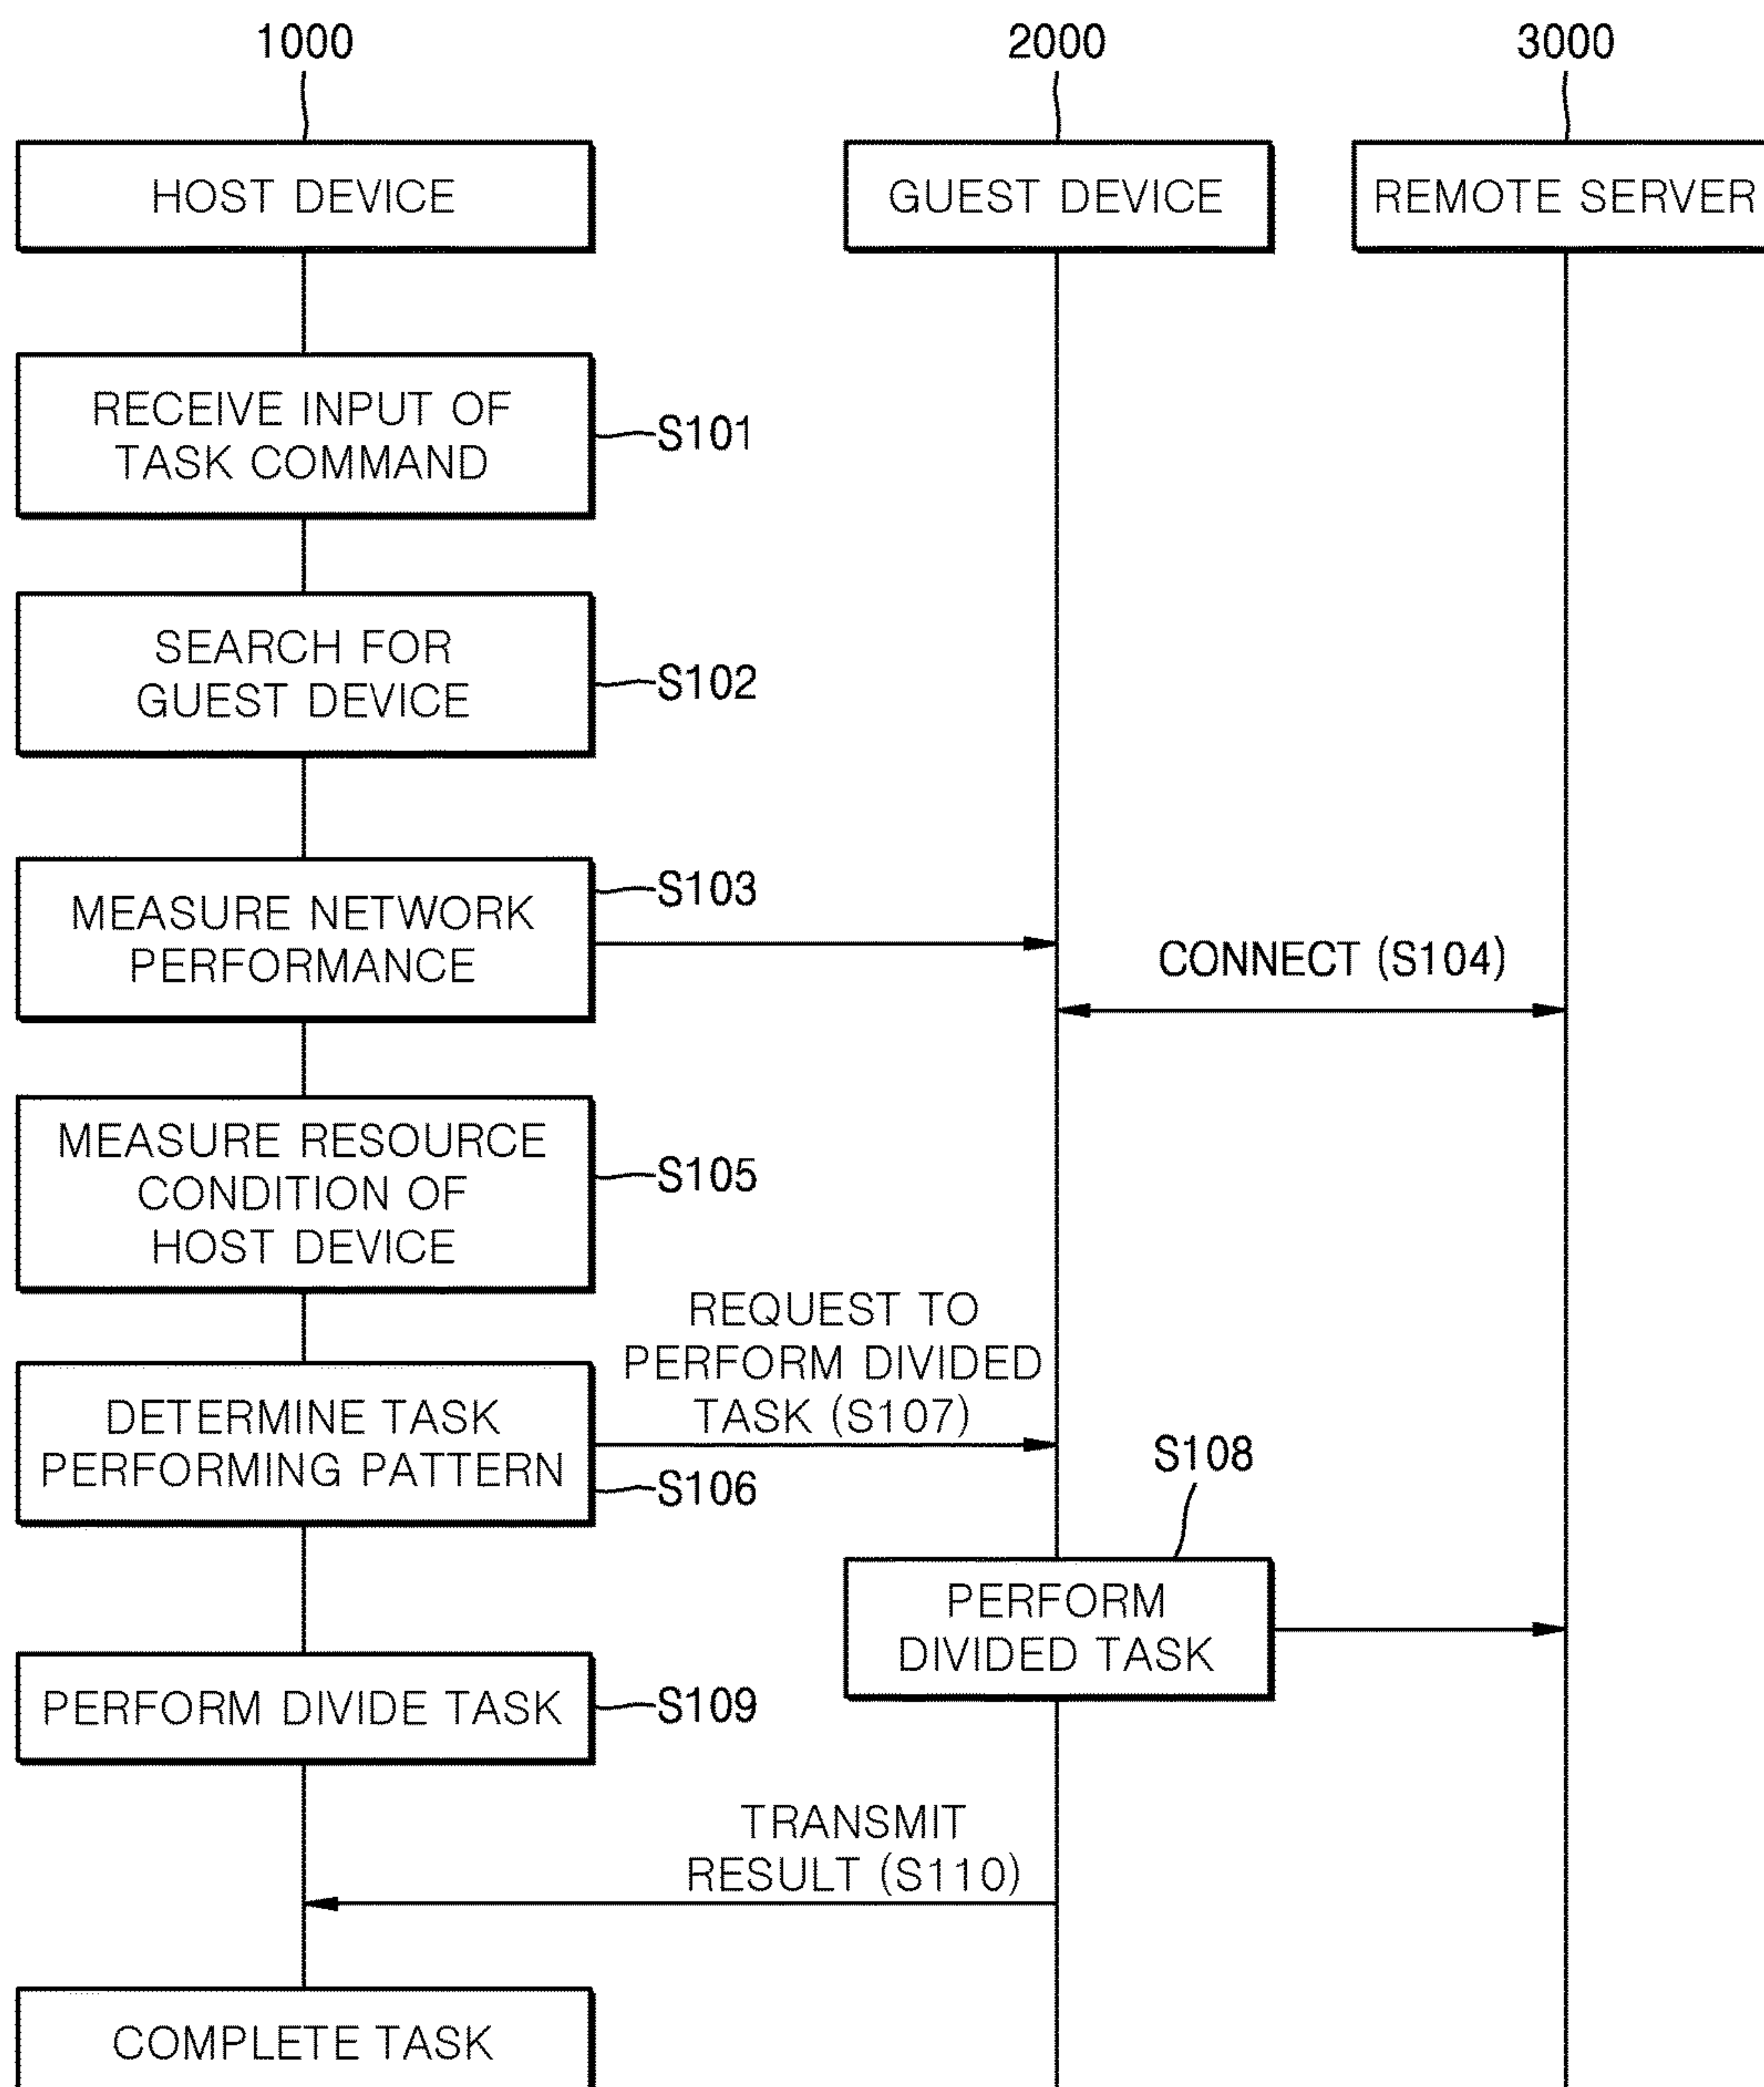 1000
2000
3000
HOST DEVICE
GUEST DEVICE
REMOTE SERVER
RECEIVE INPUT OF
TASK COMMAND
S101
SEARCH FOR
GUEST DEVICE
S102
MEASURE NETWORK
PERFORMANCE
S103
CONNECT (S104)
MEASURE RESOURCE
CONDITION OF
HOST DEVICE
S105
REQUEST TO
PERFORM DIVIDED
TASK (S107)
DETERMINE TASK
PERFORMING PATTERN
S106
S108
PERFORM
DIVIDED TASK
PERFORM DIVIDE TASK
S109
TRANSMIT
RESULT (S110)
COMPLETE TASK